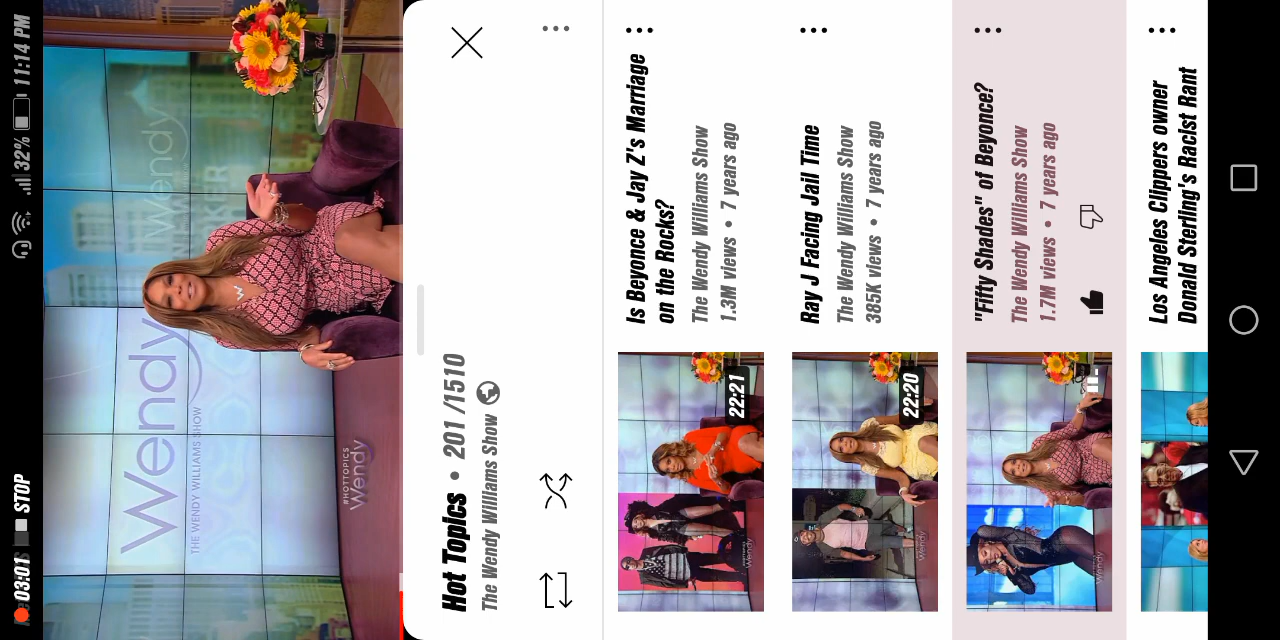 03:01 STOP
32% 11:14 PM
Wendy
THE WENDY WILLIAMS SHOW
Wendy
#HOTTOPICS
Wendy
Hot Topics • 201 /1510
The Wendy Williams Show
Is Beyonce & Jay Z's Marriage
on the Rocks?
The Wendy Williams Show
1.3M views • 7 years ago
22:21
Wendy
Ray J Facing Jail Time
The Wendy Williams Show
385K views • 7 years ago
22:20
Wendy
"Fifty Shades" of Beyonce?
The Wendy Williams Show
1.7M views • 7 years ago
Wendy
Los Angeles Clippers owner
Donald Sterling's Racist Rant